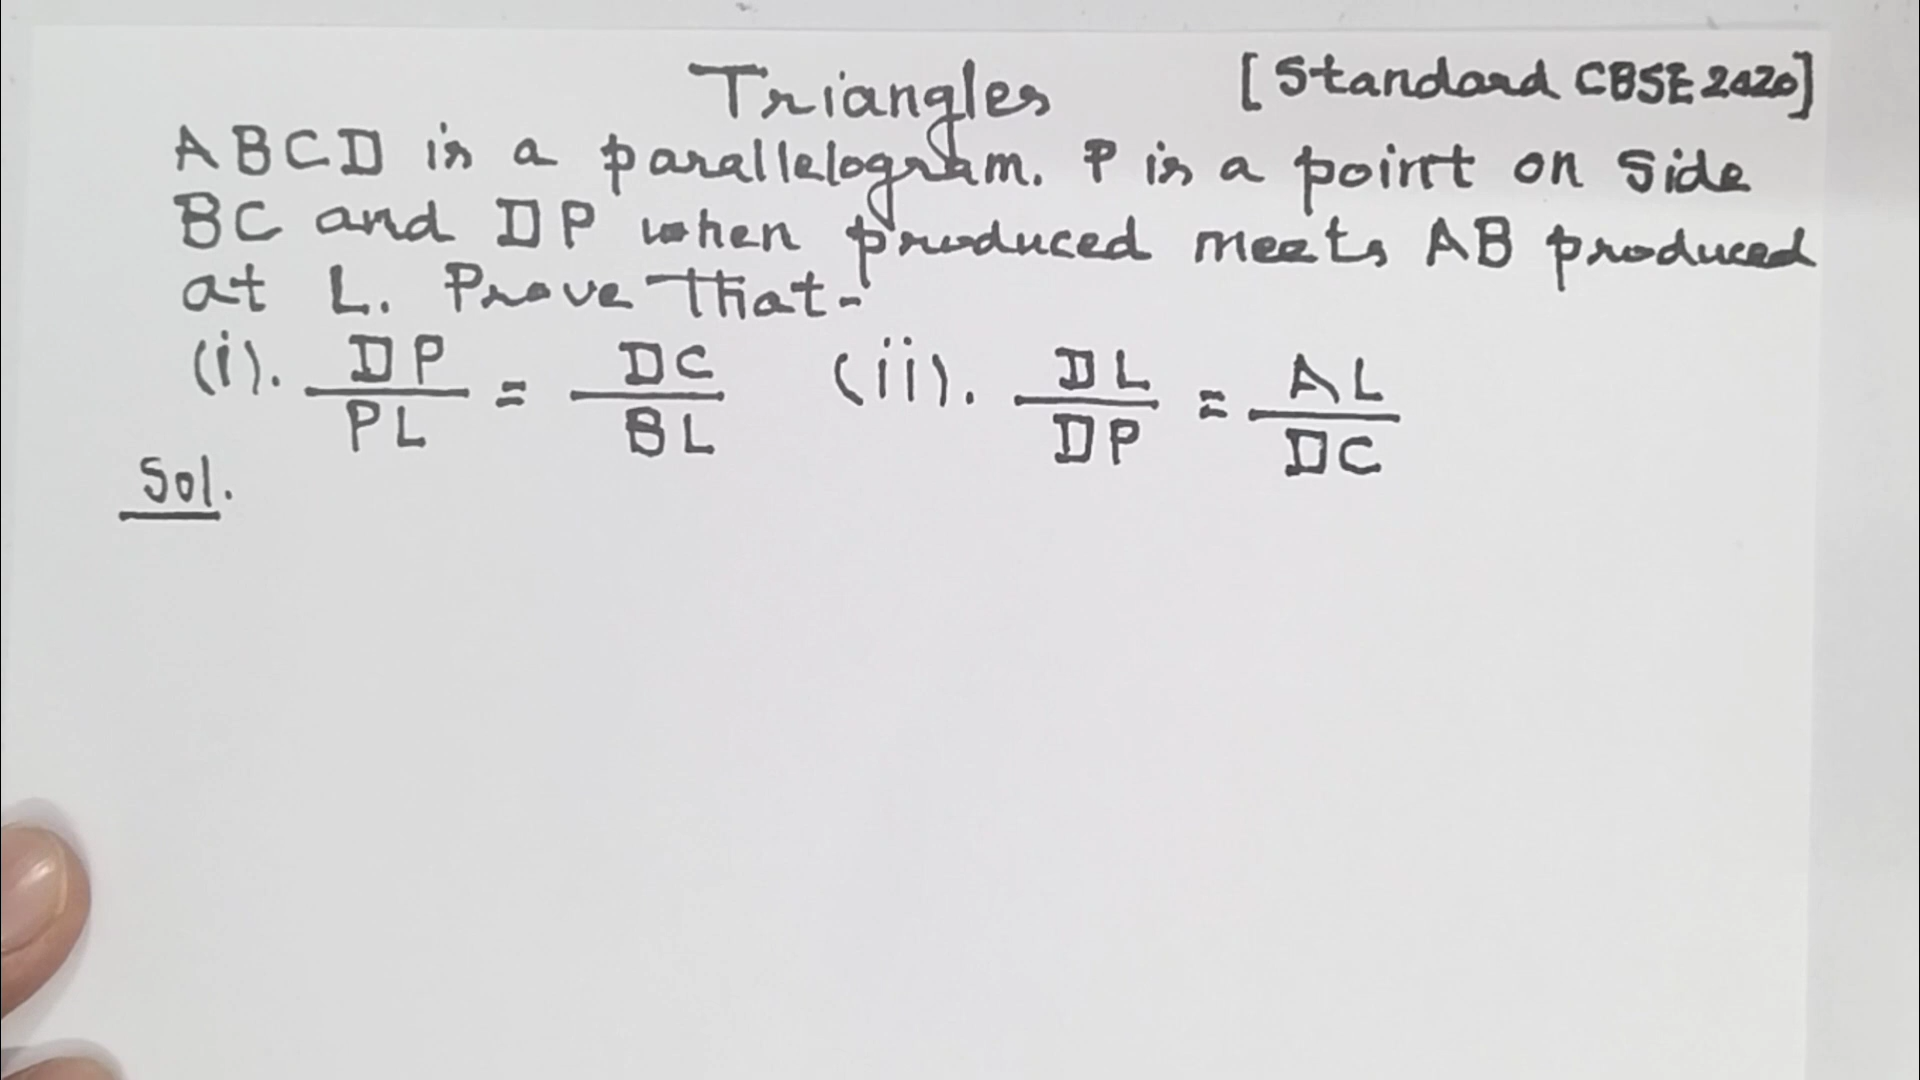 Triangles [Standard CBSE 2020]
ABCD is a parallelogram. P is a point on side
BC and DP when produced meets AB produced
at L. Prove that-
(i). DP/PL = DC/BL (ii). DL/DP = AL/DC
Sol.